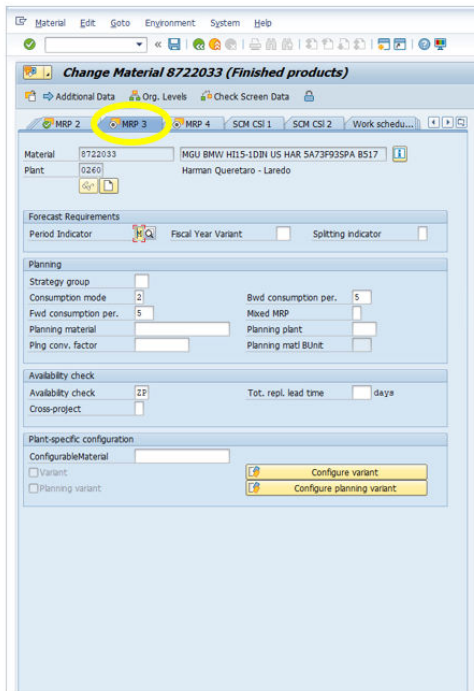 Material Edit Goto Environment System Help
Change Material 8722033 (Finished products)
Additional Data Org. Levels Check Screen Data
MRP 2 MRP 3 MRP 4 SCM CSI 1 SCM CSI 2 Work schedu...
Material 8722033 MGU BMW HI15-1DIN US HAR 5A73F93SPA B517
Plant 0260 Harman Queretaro - Laredo
Forecast Requirements
Period Indicator M Fiscal Year Variant Splitting indicator
Planning
Strategy group
Consumption mode 2 Bwd consumption per. 5
Fwd consumption per. 5 Mixed MRP
Planning material Planning plant
Plng conv. factor Planning matl BUnit
Availability check
Availability check ZP Tot. repl. lead time days
Cross-project
Plant-specific configuration
ConfigurableMaterial
Variant Configure variant
Planning variant Configure planning variant